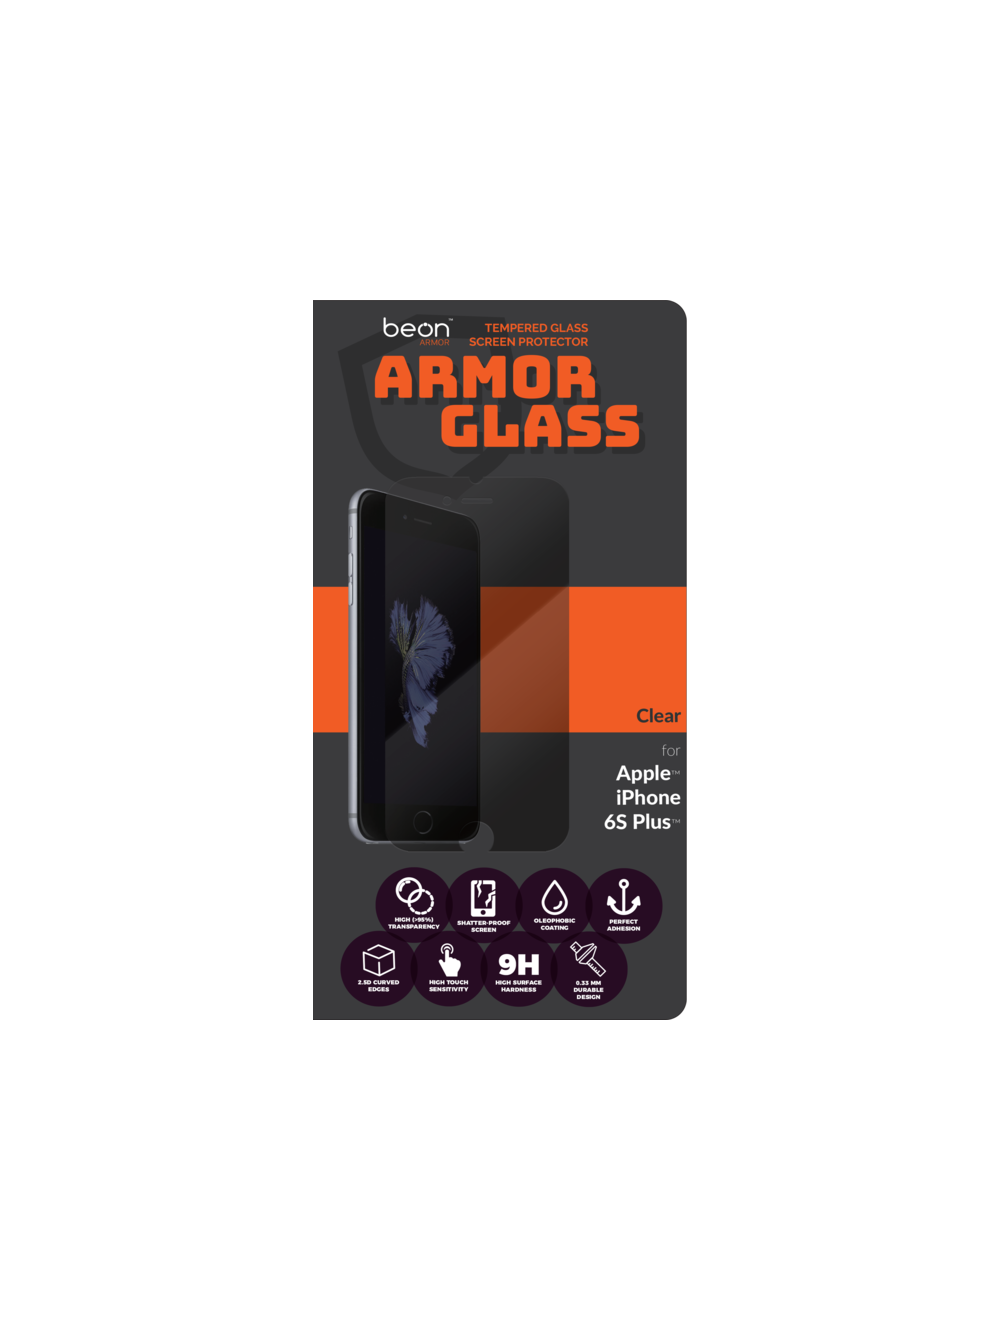 beon™
ARMOR
TEMPERED GLASS
SCREEN PROTECTOR
ARMOR
GLASS
Clear
for
Apple™
iPhone
6S Plus™
HIGH (>95%)
TRANSPARENCY
SHATTER-PROOF
SCREEN
OLEOPHOBIC
COATING
PERFECT
ADHESION
2.5D CURVED
EDGES
HIGH TOUCH
SENSITIVITY
9H
HIGH SURFACE
HARDNESS
0.33 MM
DURABLE
DESIGN